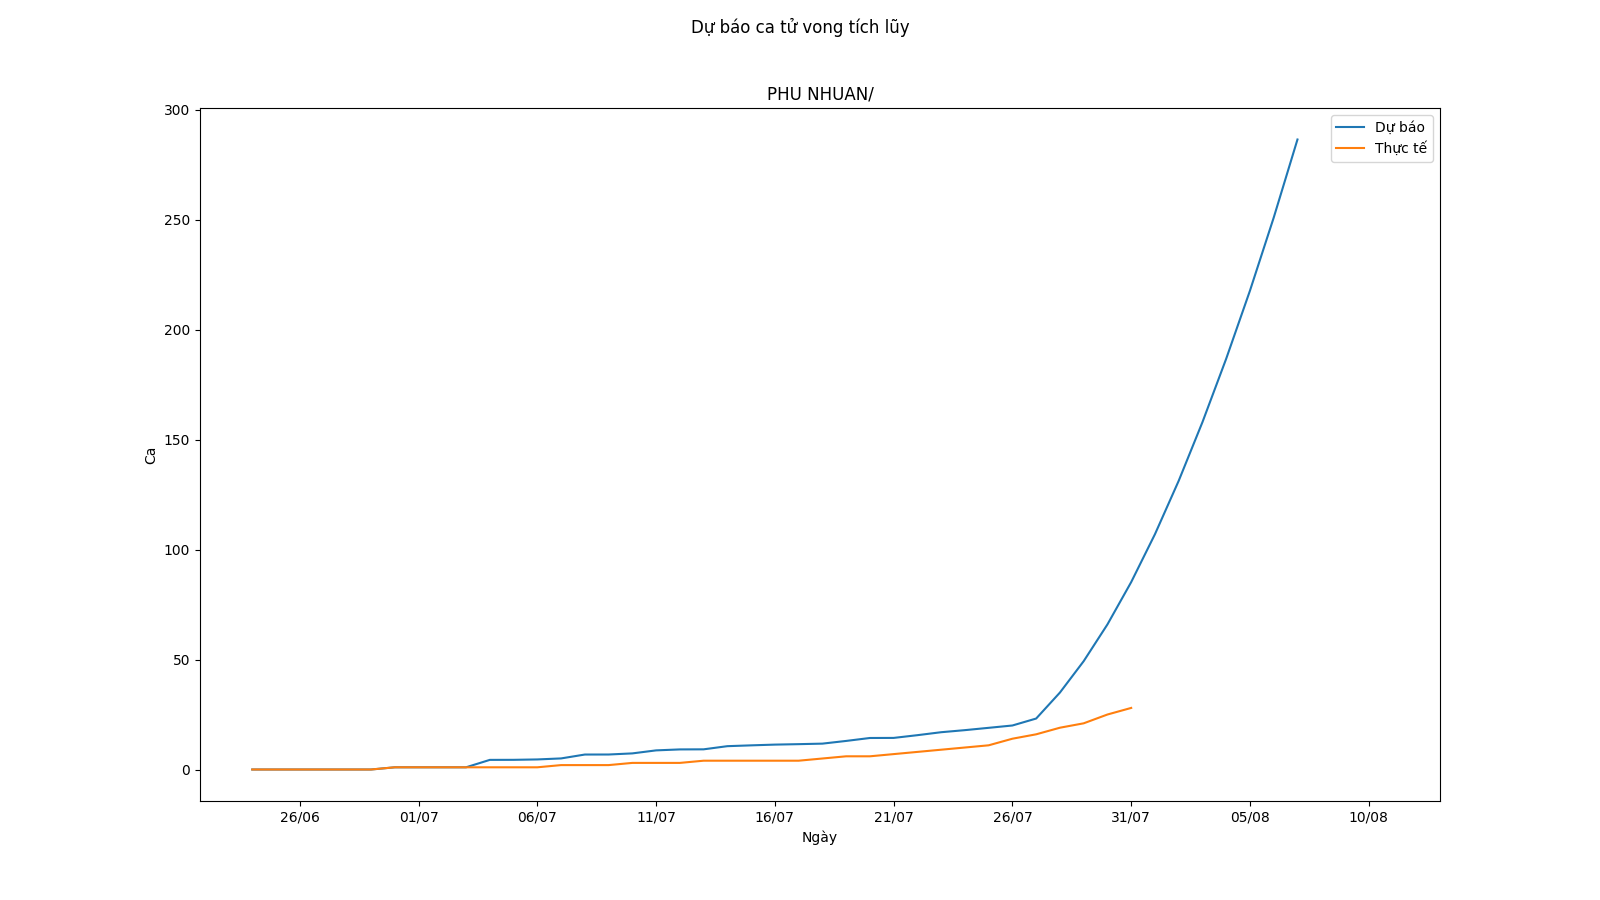 Dự báo ca tử vong tích lũy
PHU NHUAN/
300
250
200
150
100
50
0
Ca
Dự báo
Thực tế
26/06 01/07 06/07 11/07 16/07 21/07 26/07 31/07 05/08 10/08
Ngày